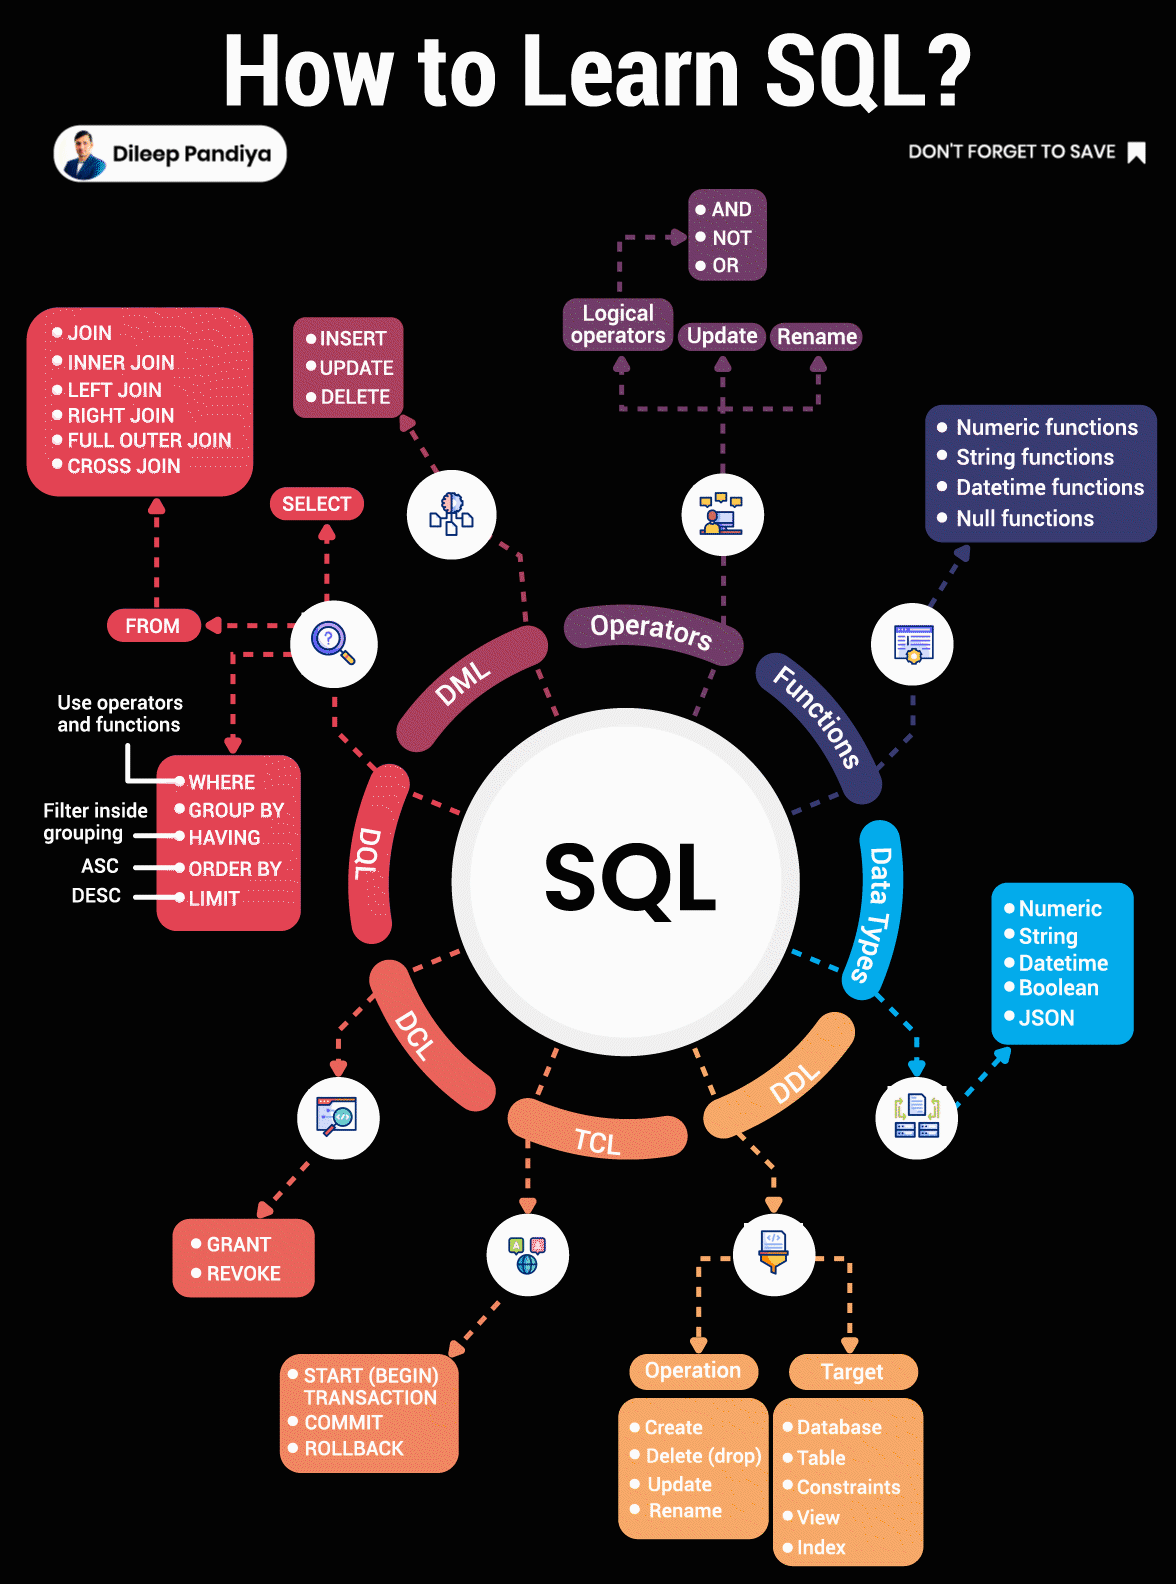 How to Learn SQL?
Dileep Pandiya
DON'T FORGET TO SAVE
AND
NOT
OR
Logical
operators
Update
Rename
JOIN
INNER JOIN
LEFT JOIN
RIGHT JOIN
FULL OUTER JOIN
CROSS JOIN
INSERT
UPDATE
DELETE
Numeric functions
String functions
Datetime functions
Null functions
SELECT
FROM
Operators
DML
Functions
Use operators
and functions
WHERE
GROUP BY
Filter inside
grouping
HAVING
ASC
ORDER BY
DESC
LIMIT
DQL
SQL
Data Types
Numeric
String
Datetime
Boolean
JSON
DCL
TCL
DDL
GRANT
REVOKE
START (BEGIN)
TRANSACTION
COMMIT
ROLLBACK
Operation
Create
Delete (drop)
Update
Rename
Target
Database
Table
Constraints
View
Index